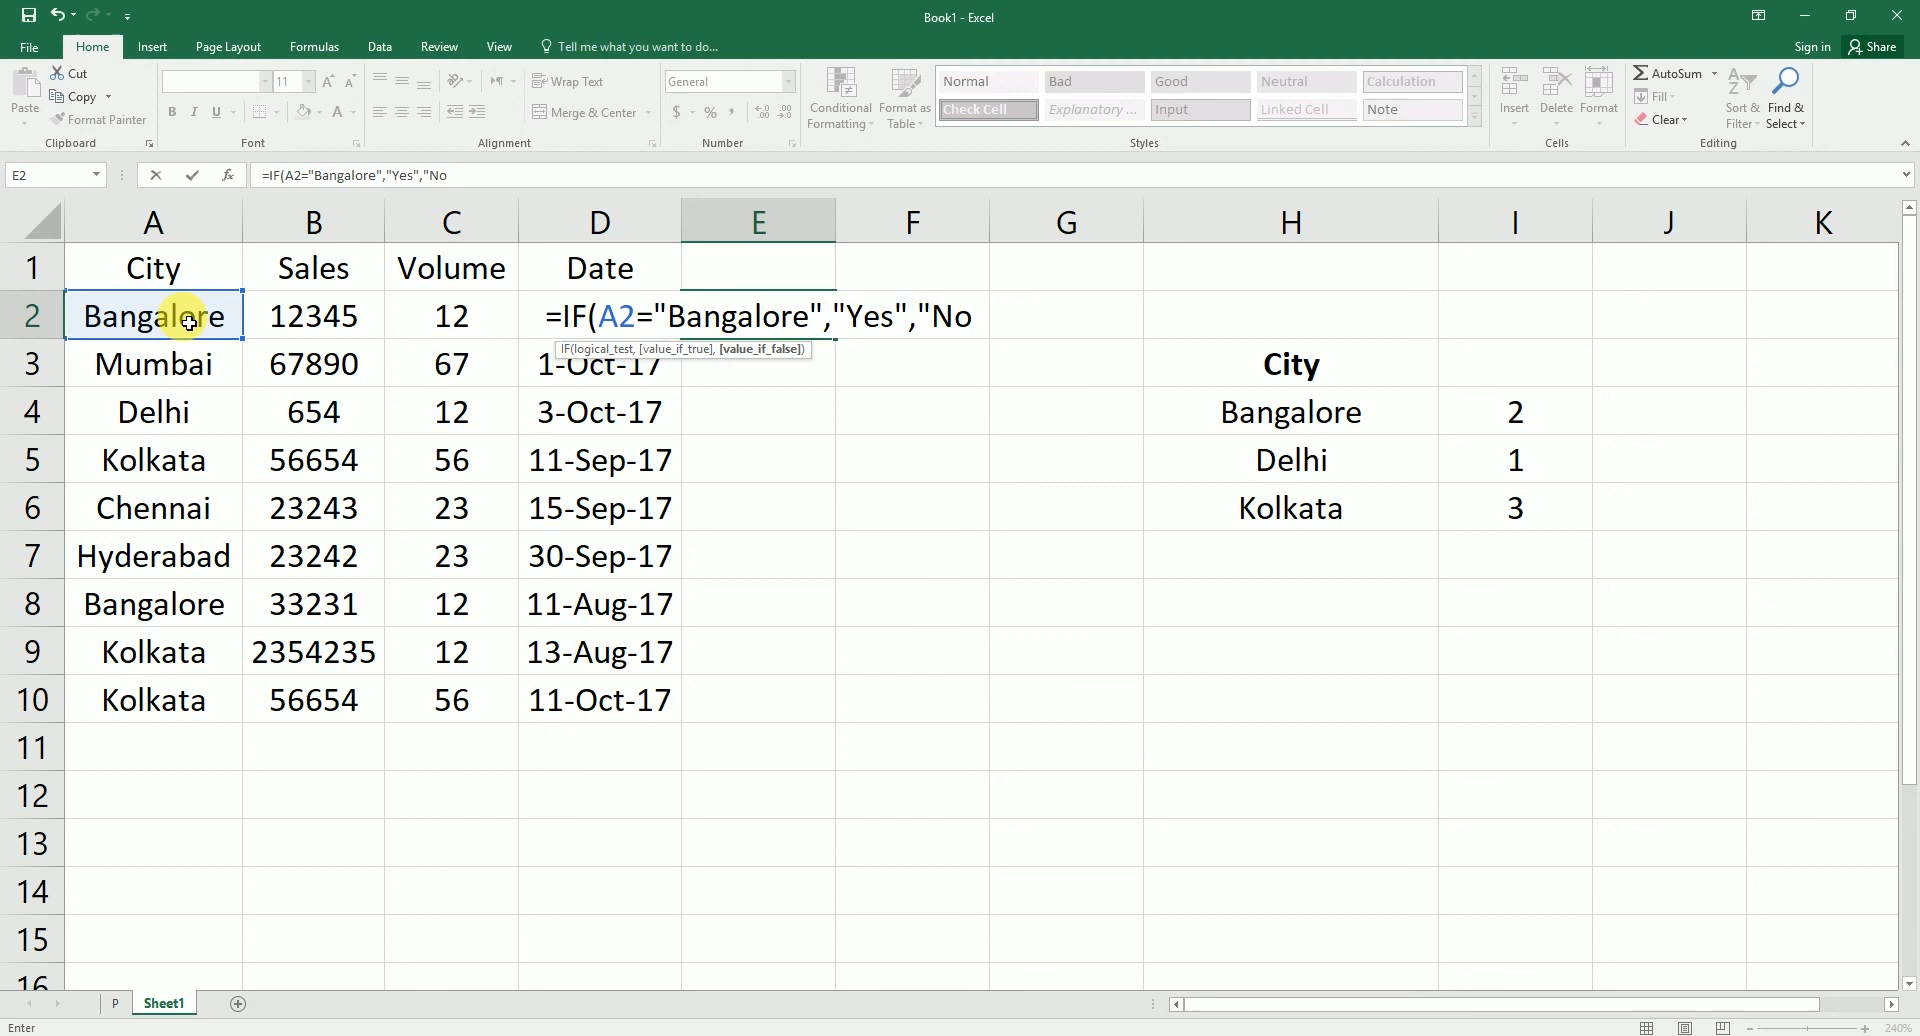 Book1 - Excel
File Home Insert Page Layout Formulas Data Review View Tell me what you want to do... Sign in Share
Paste Cut Copy Format Painter Clipboard
11 B I U A Font
Wrap Text Merge & Center Alignment
General $ % , Number
Conditional Formatting Format as Table
Normal Bad Good Neutral Calculation
Check Cell Explanatory ... Input Linked Cell Note
Styles
Insert Delete Format Cells
AutoSum Fill Clear Sort & Filter Find & Select Editing
E2 fx =IF(A2="Bangalore","Yes","No
A B C D E F G H I J K
1 City Sales Volume Date
2 Bangalore 12345 12 =IF(A2="Bangalore","Yes","No
IF(logical_test, [value_if_true], [value_if_false])
3 Mumbai 67890 67 1-Oct-17 City
4 Delhi 654 12 3-Oct-17 Bangalore 2
5 Kolkata 56654 56 11-Sep-17 Delhi 1
6 Chennai 23243 23 15-Sep-17 Kolkata 3
7 Hyderabad 23242 23 30-Sep-17
8 Bangalore 33231 12 11-Aug-17
9 Kolkata 2354235 12 13-Aug-17
10 Kolkata 56654 56 11-Oct-17
11
12
13
14
15
16
P Sheet1
Enter 240%